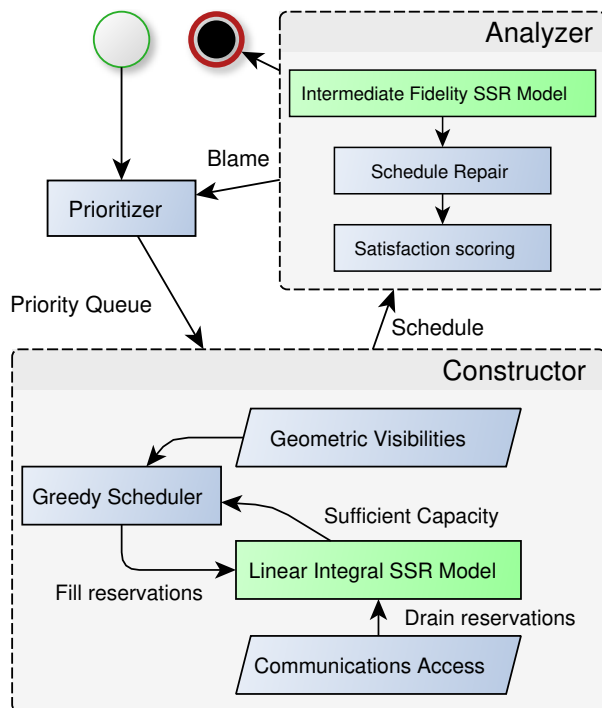 Analyzer
Intermediate Fidelity SSR Model
Blame
Schedule Repair
Prioritizer
Satisfaction scoring
Priority Queue
Schedule
Constructor
Geometric Visibilities
Greedy Scheduler
Sufficient Capacity
Linear Integral SSR Model
Fill reservations
Drain reservations
Communications Access